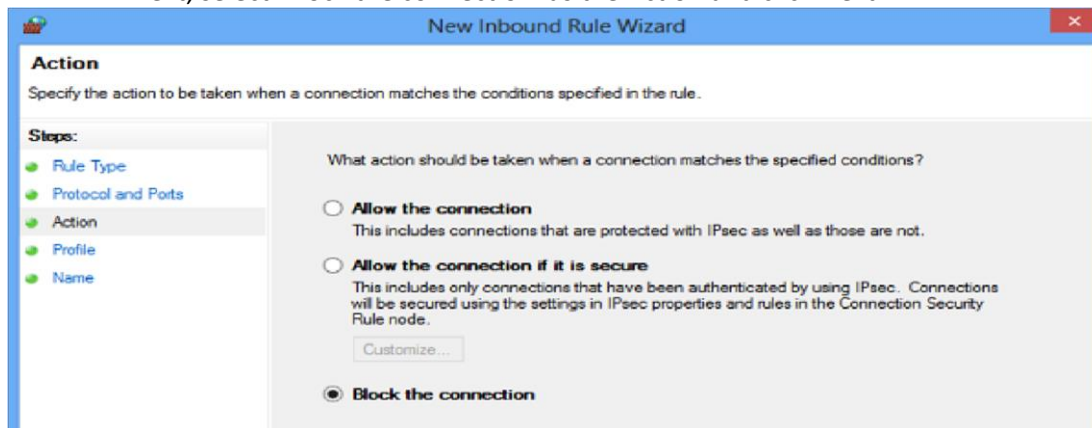 New Inbound Rule Wizard
Action
Specify the action to be taken when a connection matches the conditions specified in the rule.
Steps:
Rule Type
Protocol and Ports
Action
Profile
Name
What action should be taken when a connection matches the specified conditions?
Allow the connection
This includes connections that are protected with IPsec as well as those are not.
Allow the connection if it is secure
This includes only connections that have been authenticated by using IPsec. Connections
will be secured using the settings in IPsec properties and rules in the Connection Security
Rule node.
Customize...
Block the connection